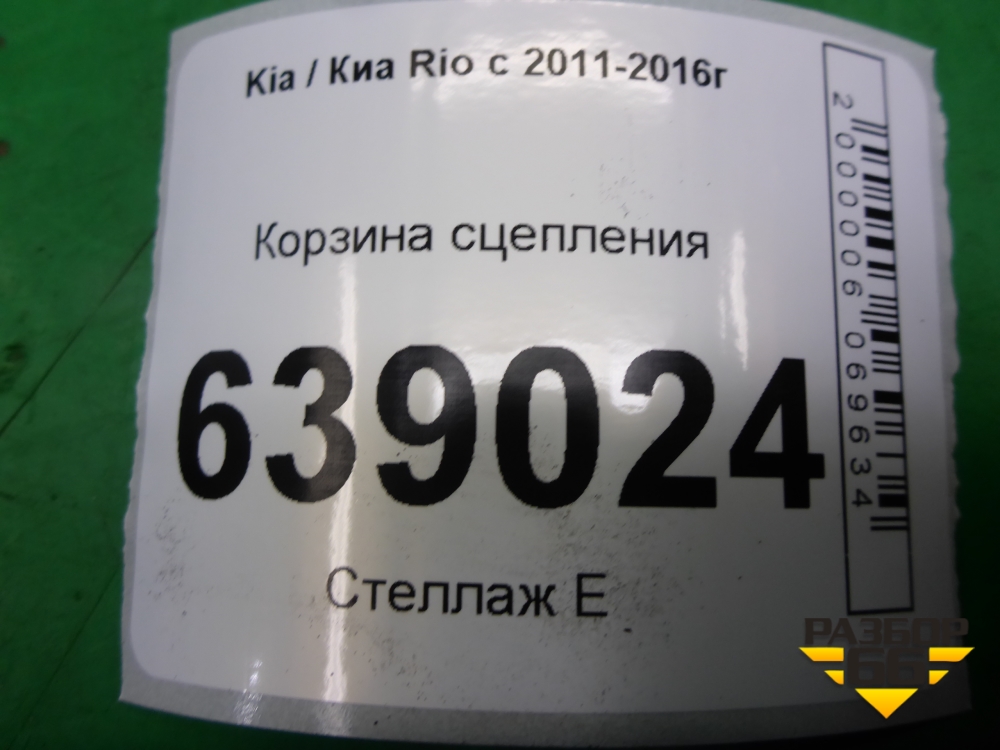 Kia / Киа Rio с 2011-2016г
Корзина сцепления
639024
Стеллаж Е
2000006069634
РАЗБОР
66